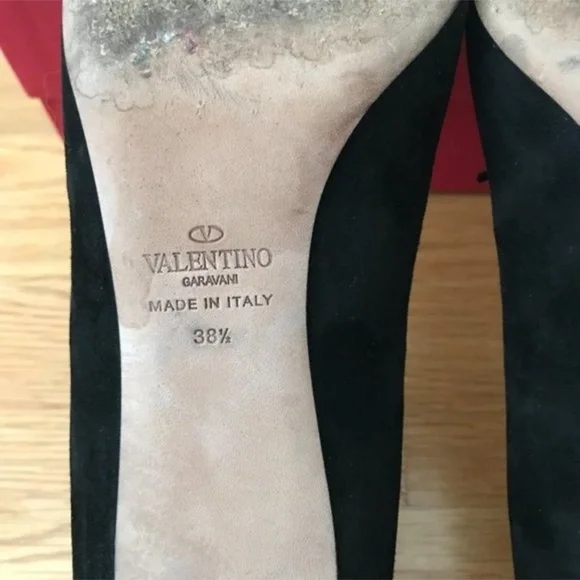 VALENTINO
GARAVANI
MADE IN ITALY
38½